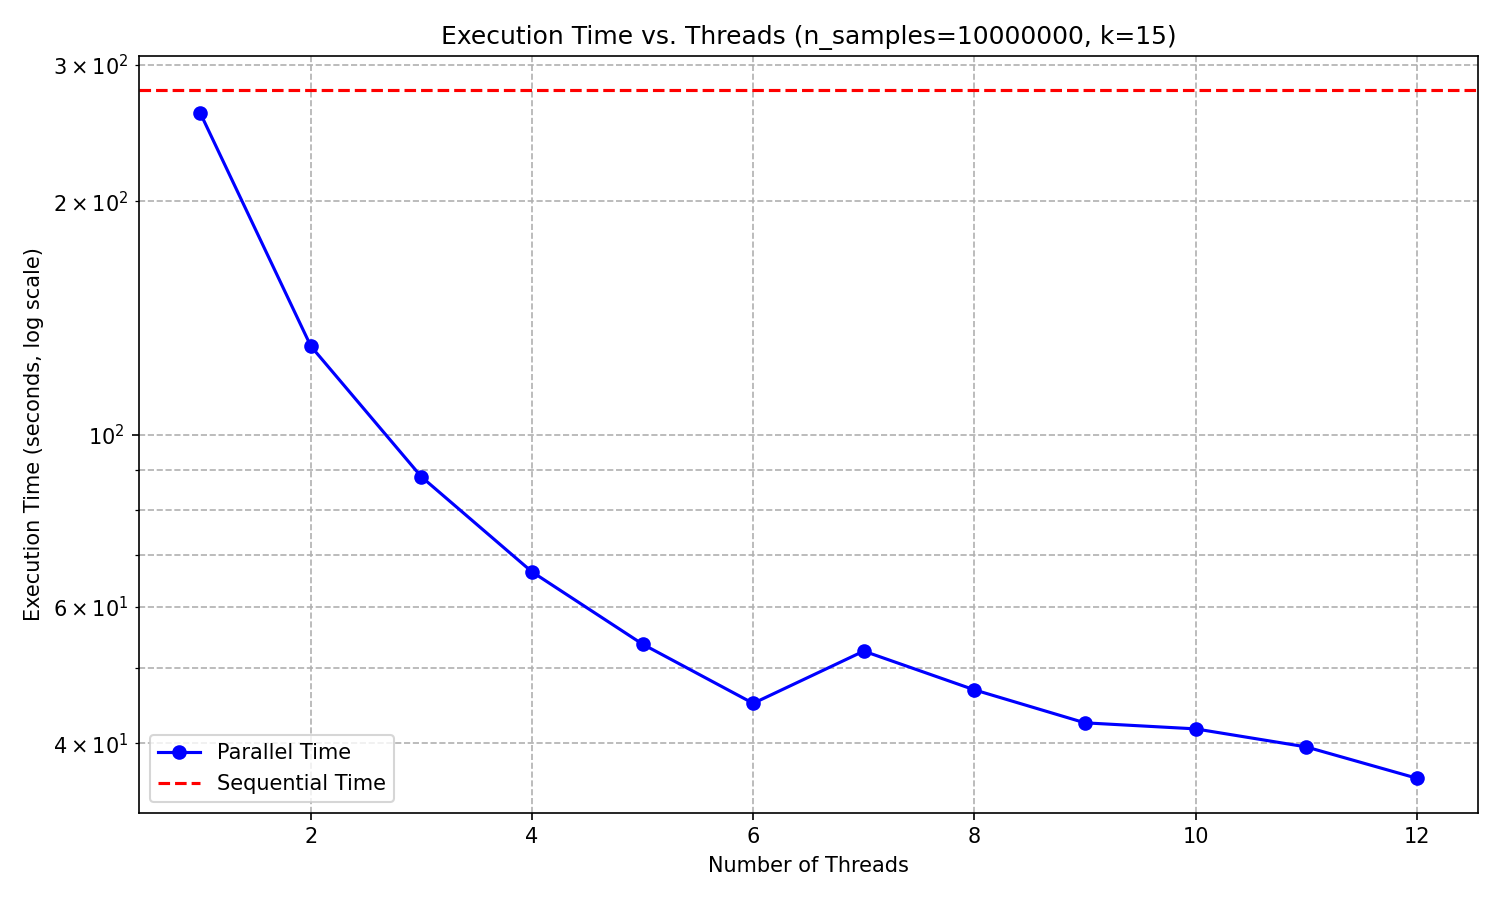 Execution Time vs. Threads (n_samples=10000000, k=15)
Execution Time (seconds, log scale)
3 × 10²
2 × 10²
10²
6 × 10¹
4 × 10¹
Parallel Time
Sequential Time
2 4 6 8 10 12
Number of Threads